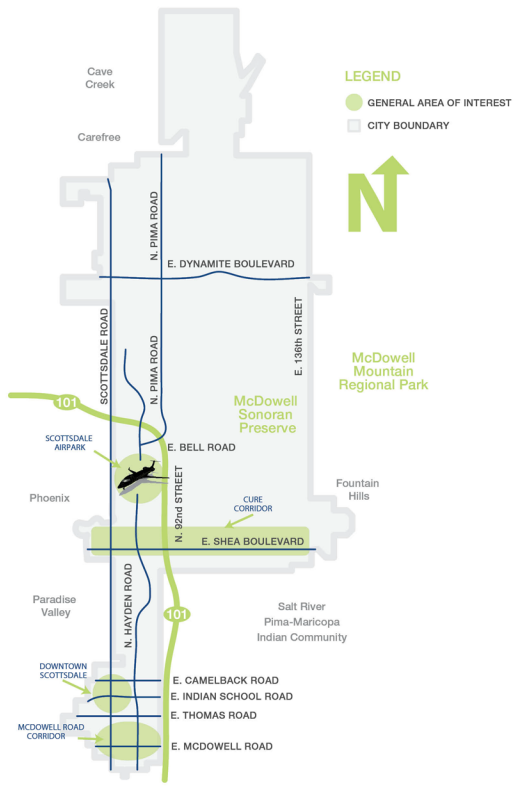 Cave
Creek
LEGEND
GENERAL AREA OF INTEREST
CITY BOUNDARY
Carefree
N
N. PIMA ROAD
E. DYNAMITE BOULEVARD
SCOTTSDALE ROAD
N. PIMA ROAD
E. 136th STREET
McDowell
Mountain
Regional Park
101
McDowell
Sonoran
Preserve
SCOTTSDALE
AIRPARK
E. BELL ROAD
N. 92nd STREET
Phoenix
Fountain
Hills
CURE
CORRIDOR
E. SHEA BOULEVARD
N. HAYDEN ROAD
Paradise
Valley
101
Salt River
Pima-Maricopa
Indian Community
DOWNTOWN
SCOTTSDALE
E. CAMELBACK ROAD
E. INDIAN SCHOOL ROAD
E. THOMAS ROAD
MCDOWELL ROAD
CORRIDOR
E. MCDOWELL ROAD